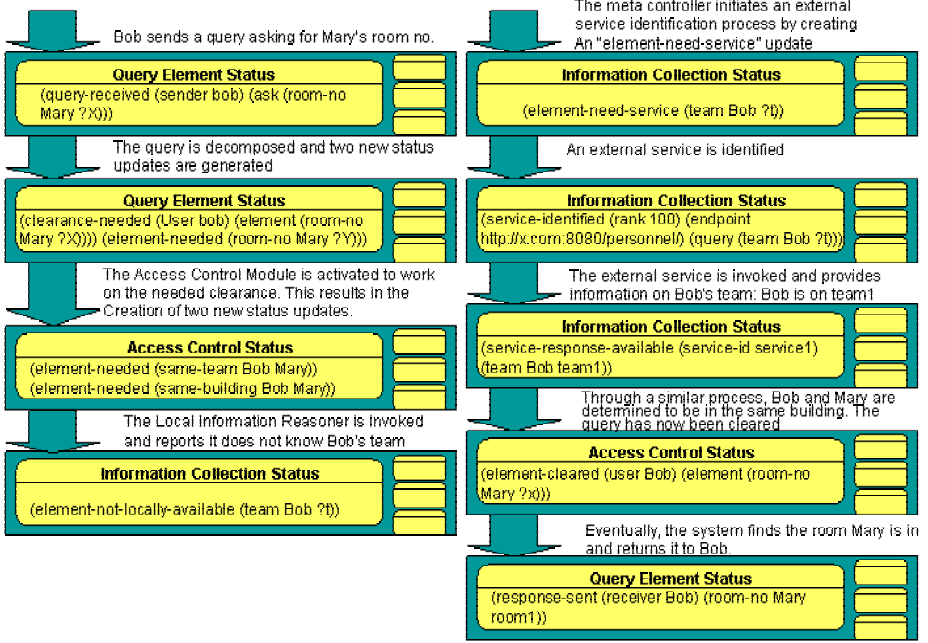 Bob sends a query asking for Mary's room no.
Query Element Status
(query-received (sender bob) (ask (room-no
Mary ?X)))
The query is decomposed and two new status
updates are generated
Query Element Status
(clearance-needed (User bob) (element (room-no
Mary ?X)))) (element-needed (room-no Mary ?Y)))
The Access Control Module is activated to work
on the needed clearance. This results in the
Creation of two new status updates.
Access Control Status
(element-needed (same-team Bob Mary))
(element-needed (same-building Bob Mary))
The Local Information Reasoner is invoked
and reports it does not know Bob's team
Information Collection Status
(element-not-locally-available (team Bob ?t))
The meta controller initiates an external
service identification process by creating
An "element-need-service" update
Information Collection Status
(element-need-service (team Bob ?t))
An external service is identified
Information Collection Status
(service-identified (rank 100) (endpoint
http://x.com:8080/personnel/) (query (team Bob ?t)))
The external service is invoked and provides
information on Bob's team: Bob is on team1
Information Collection Status
(service-response-available (service-id service1)
(team Bob team1))
Through a similar process, Bob and Mary are
determined to be in the same building. The
query has now been cleared
Access Control Status
(element-cleared (user Bob) (element (room-no
Mary ?x)))
Eventually, the system finds the room Mary is in
and returns it to Bob.
Query Element Status
(response-sent (receiver Bob) (room-no Mary
room1))